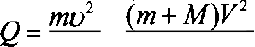 Q = mυ² (m + M)V²